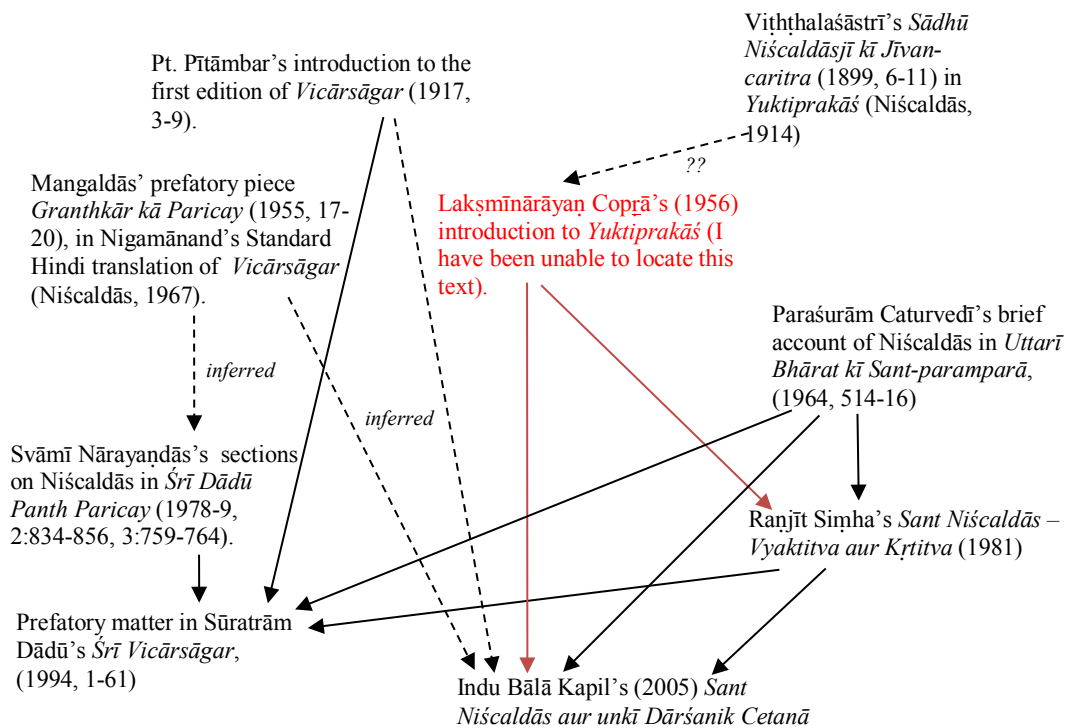 Pt. Pītāmbar’s introduction to the
first edition of Vicārsāgar (1917,
3-9).
Viṭhṭhalaśāstrī’s Sādhū
Niścaldāsjī kī Jīvan-
caritra (1899, 6-11) in
Yuktiprakāś (Niścaldās,
1914)
??
Mangaldās’ prefatory piece
Granthkār kā Paricay (1955, 17-
20), in Nigamānand’s Standard
Hindi translation of Vicārsāgar
(Niścaldās, 1967).
Lakṣmīnārāyaṇ Copṟā’s (1956)
introduction to Yuktiprakāś (I
have been unable to locate this
text).
Paraśurām Caturvedī’s brief
account of Niścaldās in Uttarī
Bhārat kī Sant-paramparā,
(1964, 514-16)
inferred
inferred
Svāmī Nārayaṇdās’s sections
on Niścaldās in Śrī Dādū
Panth Paricay (1978-9,
2:834-856, 3:759-764).
Raṇjīt Siṃha’s Sant Niścaldās –
Vyaktitva aur Kṛtitva (1981)
Prefatory matter in Sūratrām
Dādū’s Śrī Vicārsāgar,
(1994, 1-61)
Indu Bālā Kapil’s (2005) Sant
Niścaldās aur unkī Dārśanik Cetanā